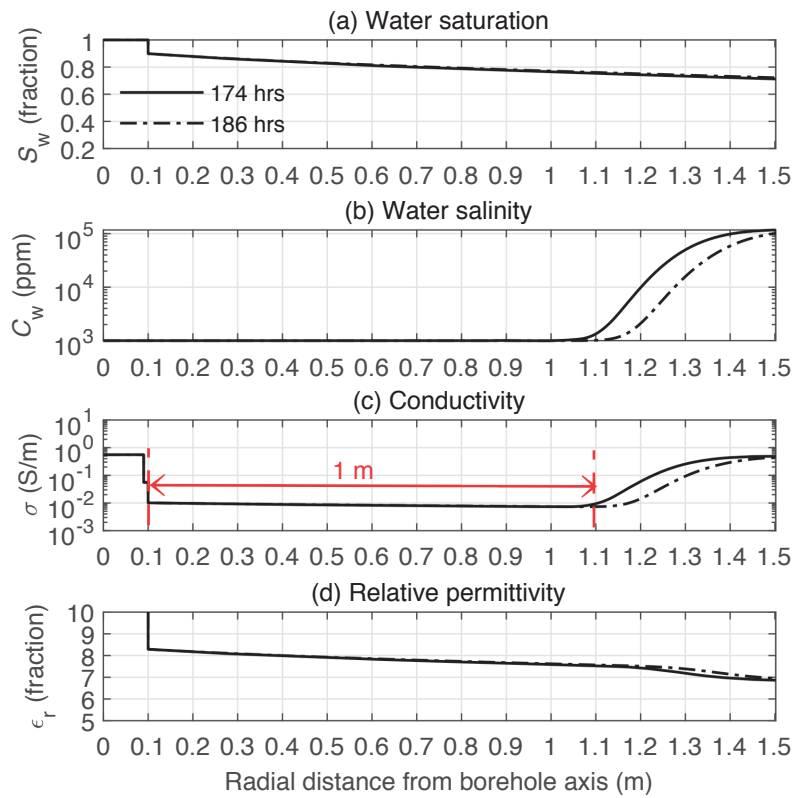 (a) Water saturation
1
0.8
0.6
0.4
0.2
S_w (fraction)
174 hrs
186 hrs
0 0.1 0.2 0.3 0.4 0.5 0.6 0.7 0.8 0.9 1 1.1 1.2 1.3 1.4 1.5
(b) Water salinity
10^5
10^4
10^3
C_w (ppm)
0 0.1 0.2 0.3 0.4 0.5 0.6 0.7 0.8 0.9 1 1.1 1.2 1.3 1.4 1.5
(c) Conductivity
10^1
10^0
10^-1
10^-2
10^-3
σ (S/m)
1 m
0 0.1 0.2 0.3 0.4 0.5 0.6 0.7 0.8 0.9 1 1.1 1.2 1.3 1.4 1.5
(d) Relative permittivity
10
9
8
7
6
5
ϵ_r (fraction)
0 0.1 0.2 0.3 0.4 0.5 0.6 0.7 0.8 0.9 1 1.1 1.2 1.3 1.4 1.5
Radial distance from borehole axis (m)